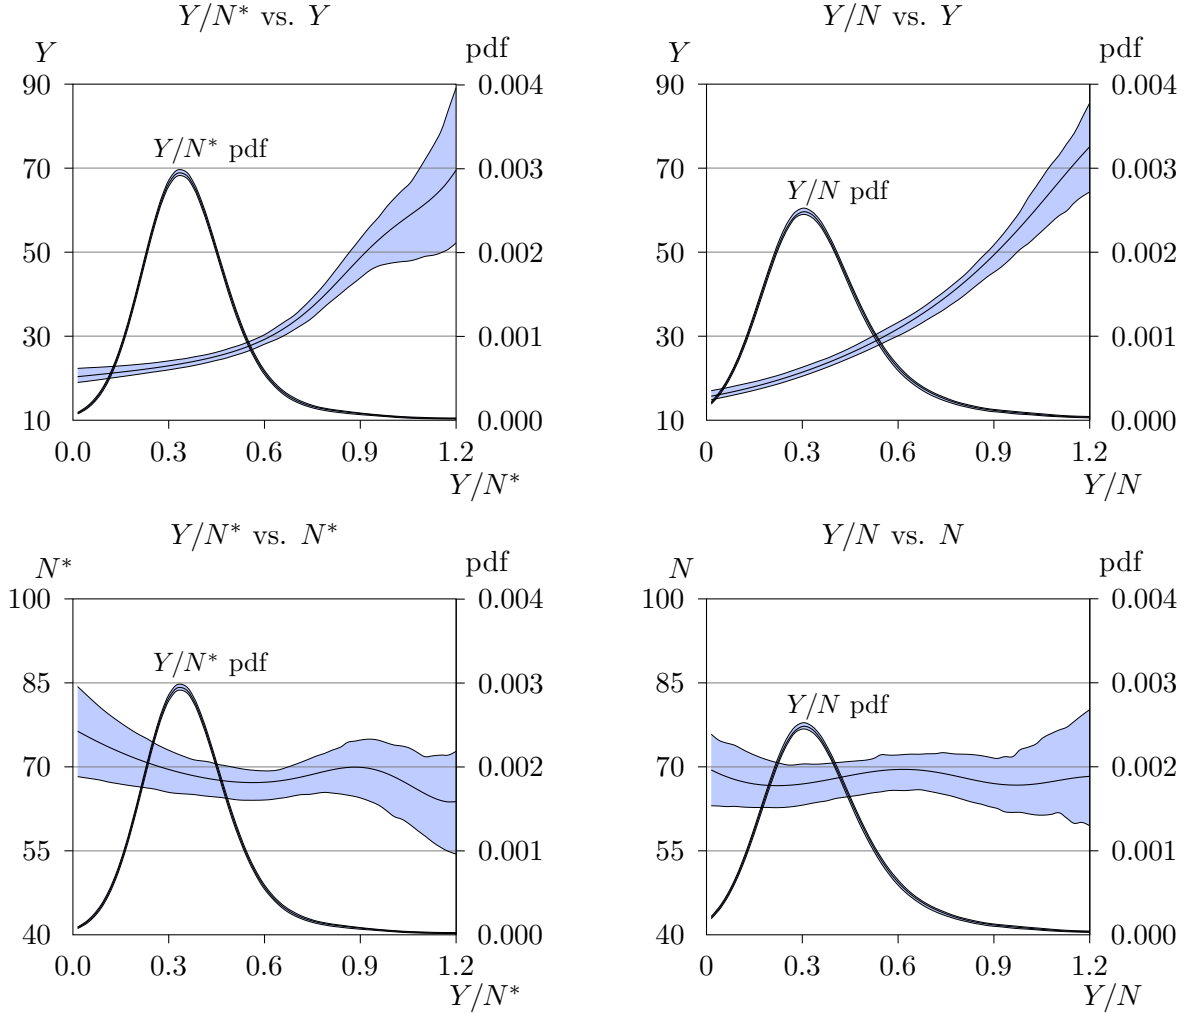 Y/N* vs. Y
Y
pdf
90
70
50
30
10
0.004
0.003
0.002
0.001
0.000
Y/N* pdf
0.0 0.3 0.6 0.9 1.2
Y/N*
Y/N vs. Y
Y
pdf
90
70
50
30
10
0.004
0.003
0.002
0.001
0.000
Y/N pdf
0 0.3 0.6 0.9 1.2
Y/N
Y/N* vs. N*
N*
pdf
100
85
70
55
40
0.004
0.003
0.002
0.001
0.000
Y/N* pdf
0.0 0.3 0.6 0.9 1.2
Y/N*
Y/N vs. N
N
pdf
100
85
70
55
40
0.004
0.003
0.002
0.001
0.000
Y/N pdf
0 0.3 0.6 0.9 1.2
Y/N